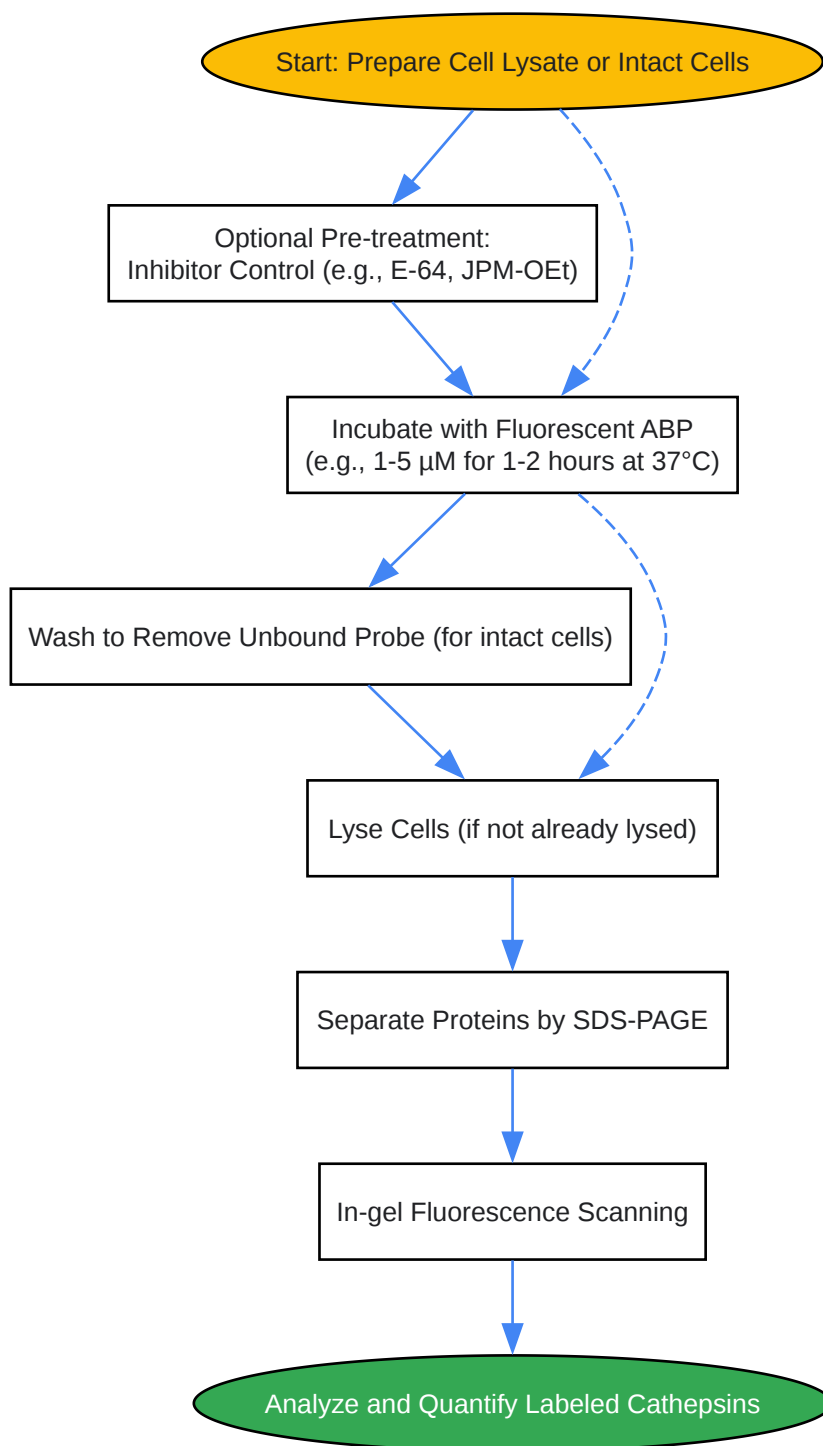 Start: Prepare Cell Lysate or Intact Cells
Optional Pre-treatment:
Inhibitor Control (e.g., E-64, JPM-OEt)
Incubate with Fluorescent ABP
(e.g., 1-5 µM for 1-2 hours at 37°C)
Wash to Remove Unbound Probe (for intact cells)
Lyse Cells (if not already lysed)
Separate Proteins by SDS-PAGE
In-gel Fluorescence Scanning
Analyze and Quantify Labeled Cathepsins